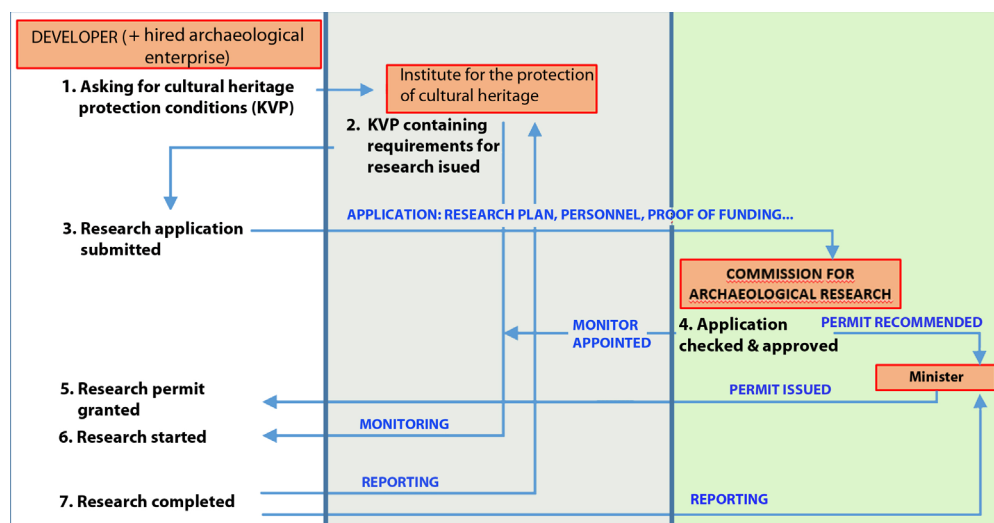 DEVELOPER (+ hired archaeological
enterprise)
1. Asking for cultural heritage
protection conditions (KVP)
Institute for the protection
of cultural heritage
2. KVP containing
requirements for
research isued
APPLICATION: RESEARCH PLAN, PERSONNEL, PROOF OF FUNDING...
3. Research application
submitted
COMMISSION FOR
ARCHAEOLOGICAL RESEARCH
MONITOR
APPOINTED
4. Application
checked & approved
PERMIT RECOMMENDED
Minister
5. Research permit
granted
PERMIT ISSUED
6. Research started
MONITORING
REPORTING
7. Research completed
REPORTING